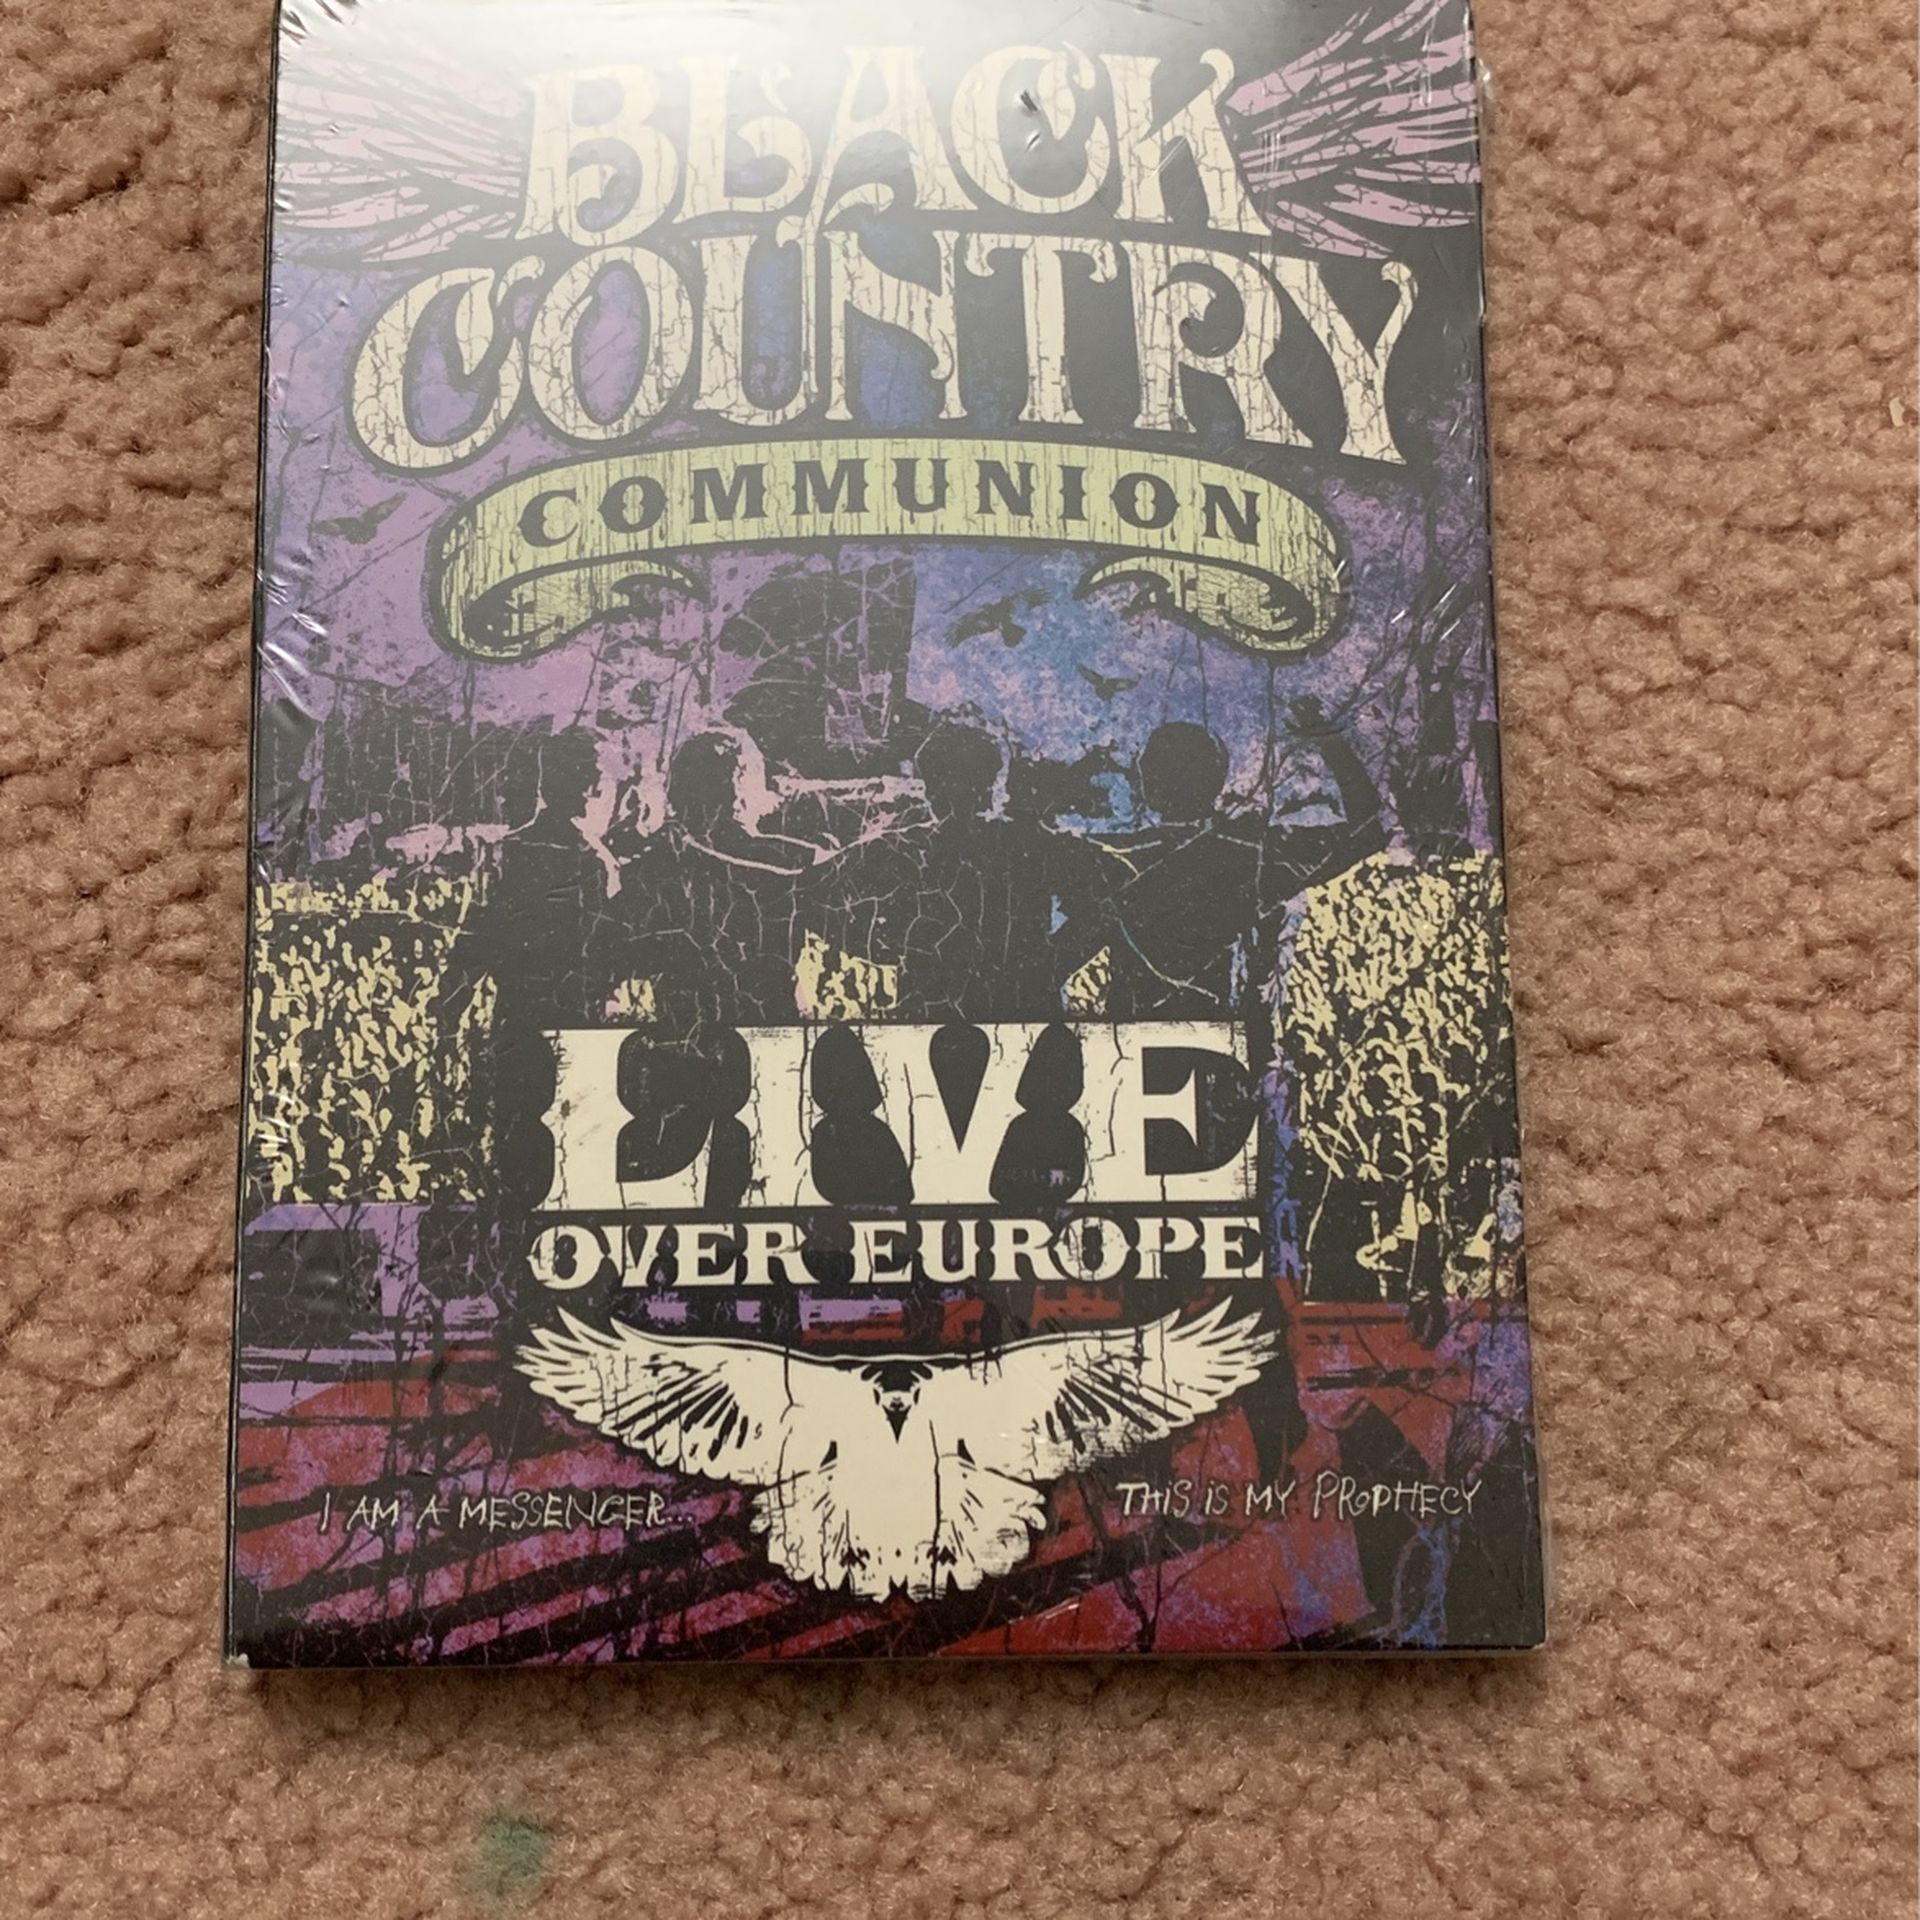 BLACK
COUNTRY
COMMUNION
LIVE
OVER EUROPE
I AM A MESSENGER...
THIS IS MY PROPHECY